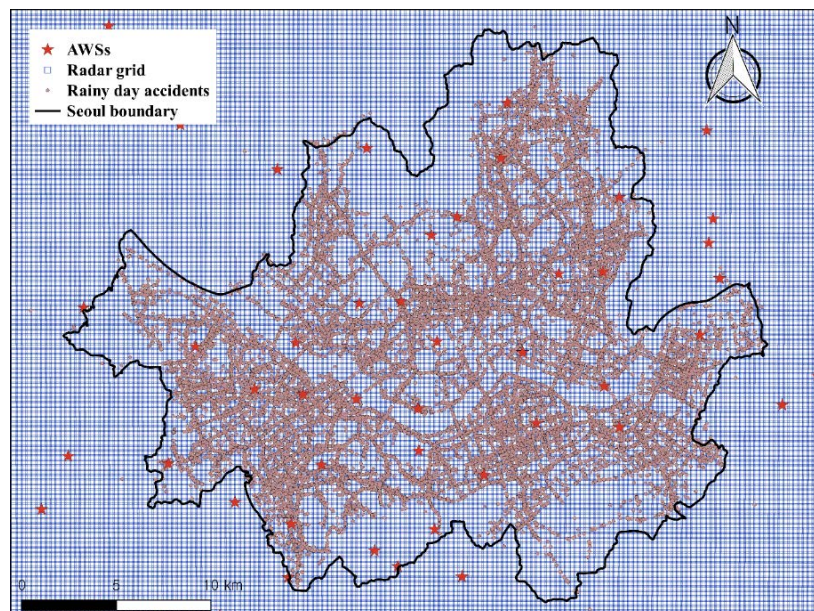 N
AWSs
Radar grid
Rainy day accidents
Seoul boundary
0 5 10 km